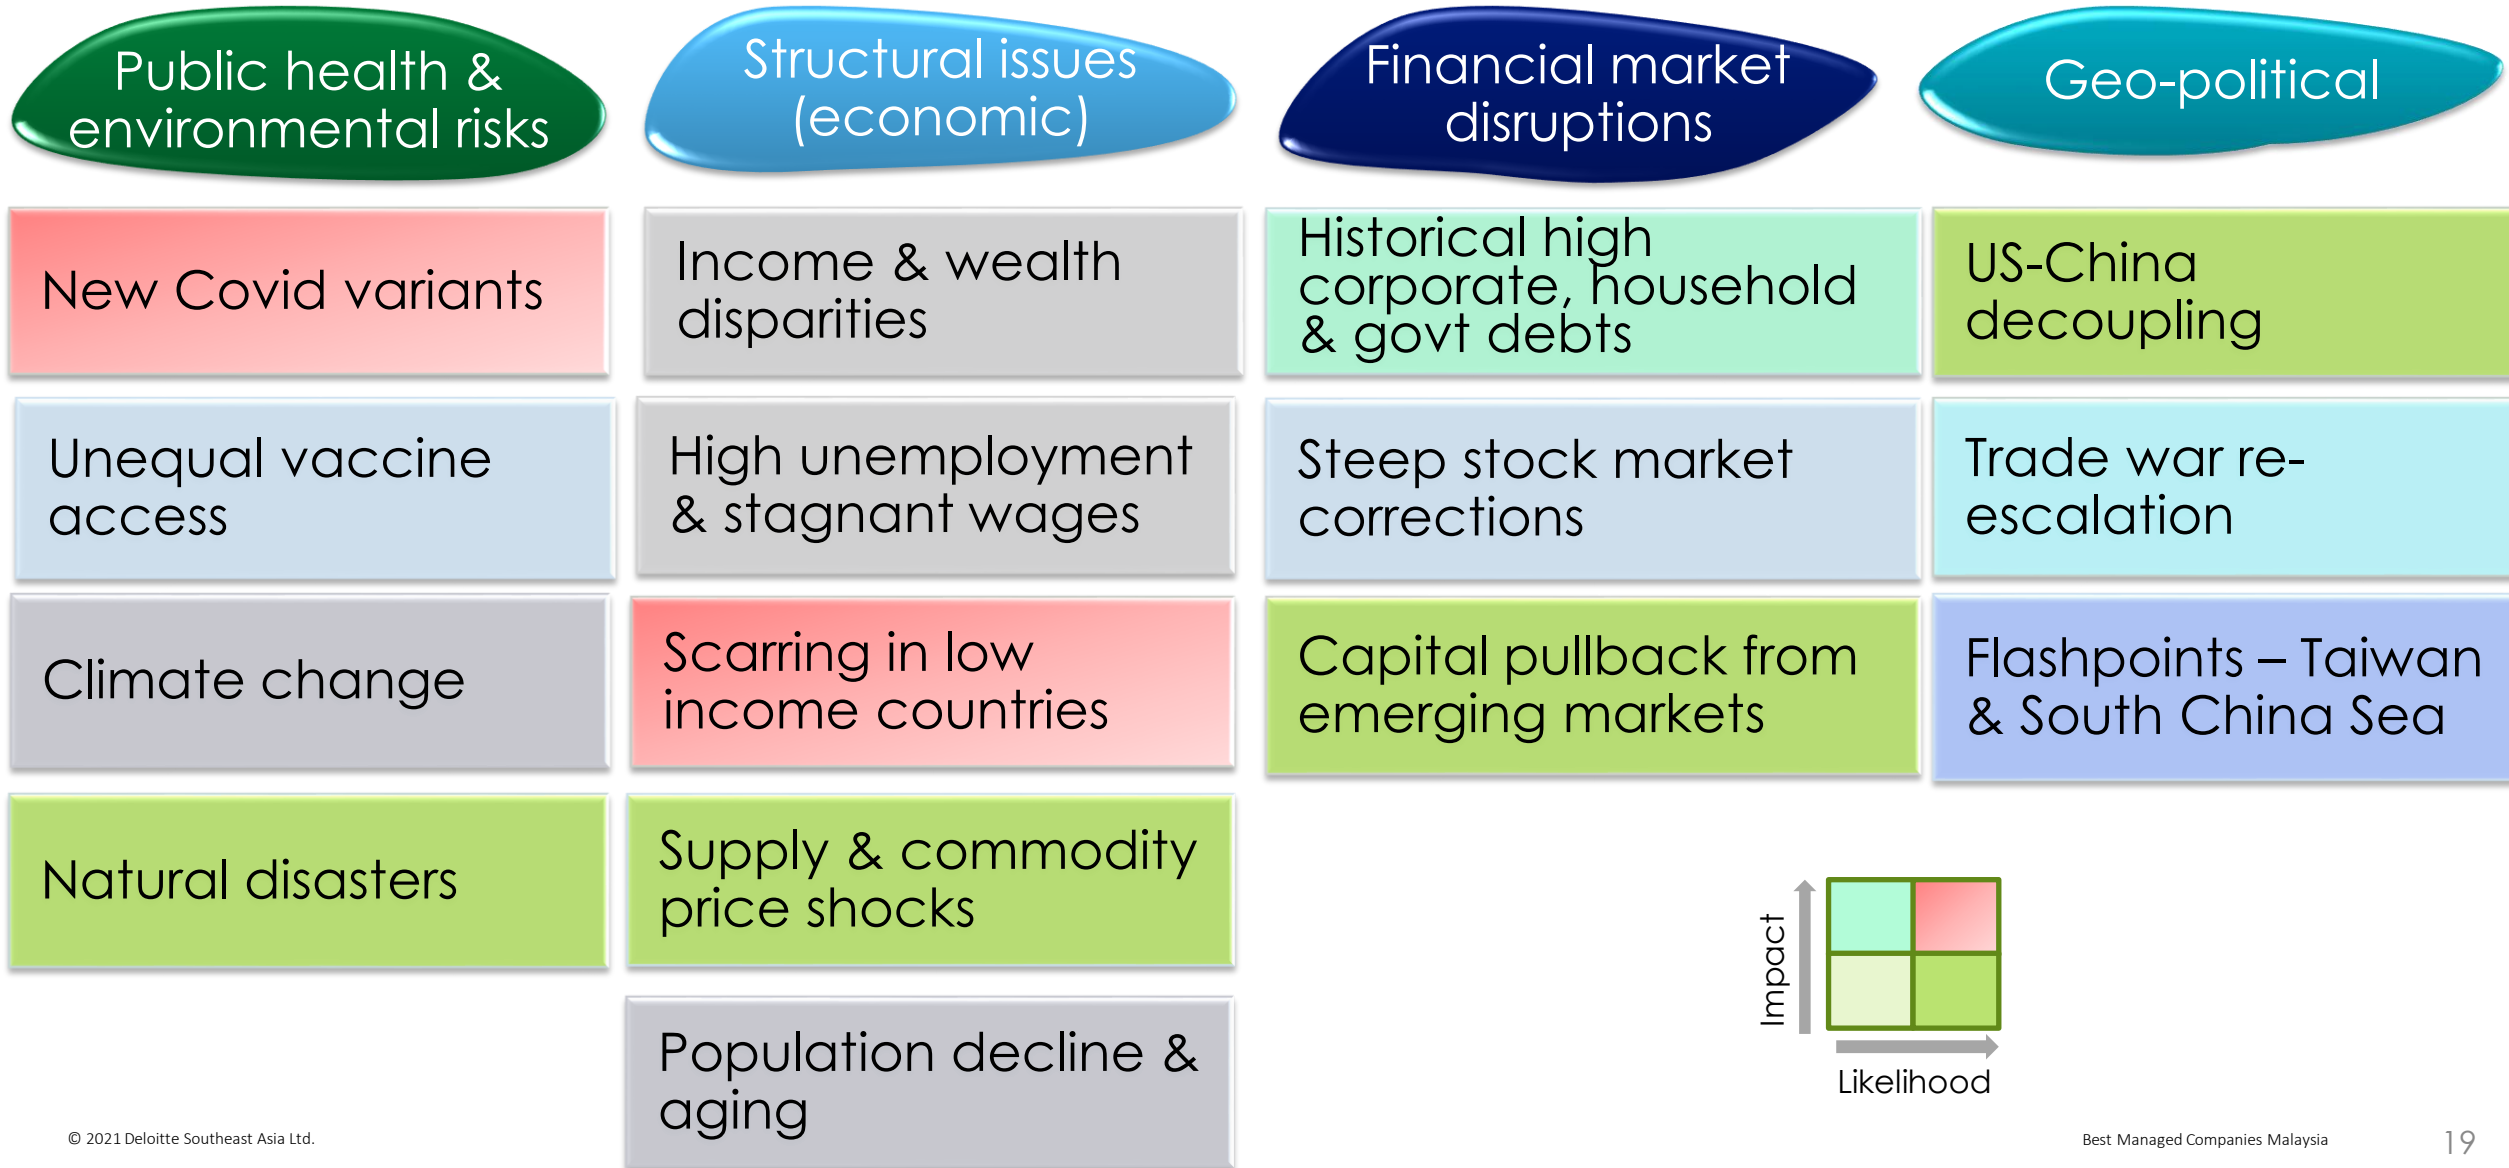 Public health &
environmental risks
New Covid variants
Unequal vaccine
access
Climate change
Natural disasters
Structural issues
(economic)
Income & wealth
disparities
High unemployment
& stagnant wages
Scarring in low
income countries
Supply & commodity
price shocks
Population decline &
aging
Financial market
disruptions
Historical high
corporate, household
& govt debts
Steep stock market
corrections
Capital pullback from
emerging markets
Geo-political
US-China
decoupling
Trade war re-
escalation
Flashpoints – Taiwan
& South China Sea
Impact
Likelihood
© 2021 Deloitte Southeast Asia Ltd.
Best Managed Companies Malaysia
19